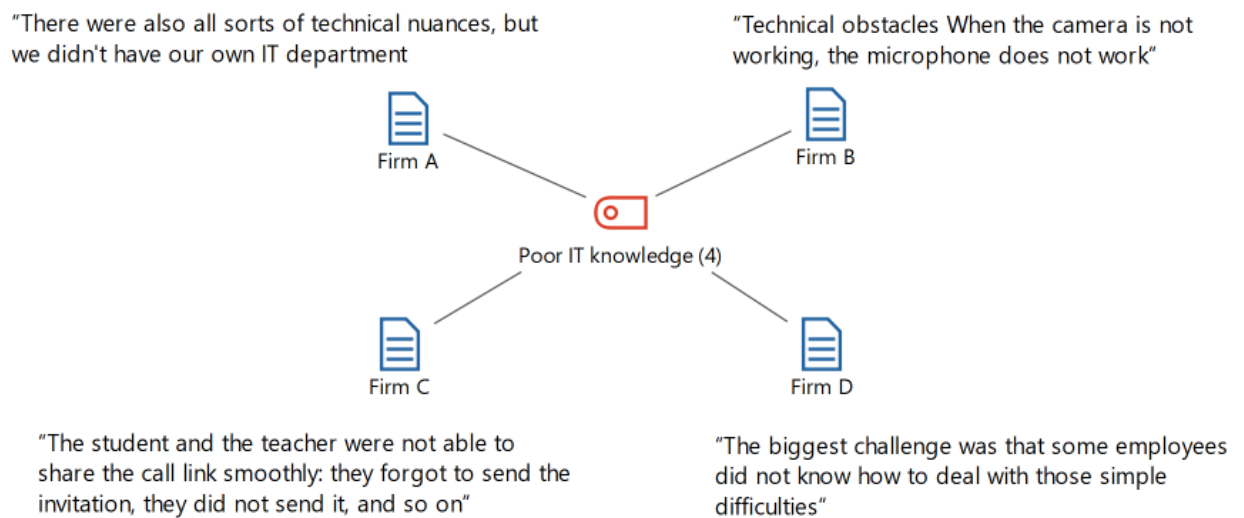 "There were also all sorts of technical nuances, but
we didn't have our own IT department
"Technical obstacles When the camera is not
working, the microphone does not work"
Firm A
Firm B
Poor IT knowledge (4)
Firm C
Firm D
"The student and the teacher were not able to
share the call link smoothly: they forgot to send the
invitation, they did not send it, and so on"
"The biggest challenge was that some employees
did not know how to deal with those simple
difficulties"